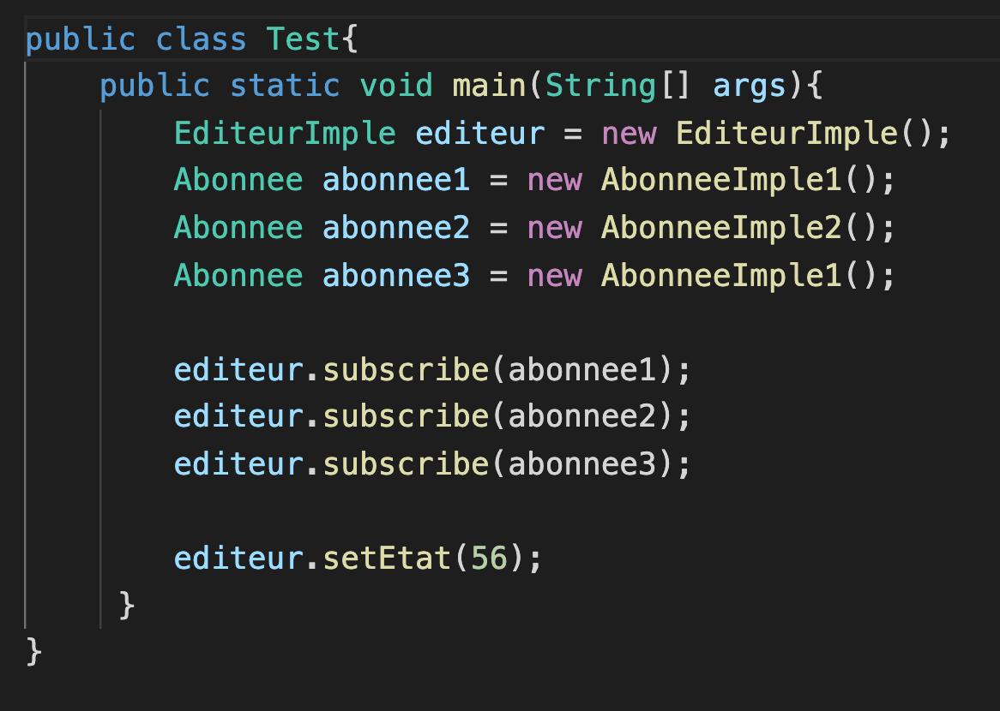 public class Test{
public static void main(String[] args){
EditeurImple editeur = new EditeurImple();
Abonnee abonnee1 = new AbonneeImple1();
Abonnee abonnee2 = new AbonneeImple2();
Abonnee abonnee3 = new AbonneeImple1();
editeur.subscribe(abonnee1);
editeur.subscribe(abonnee2);
editeur.subscribe(abonnee3);
editeur.setEtat(56);
}
}